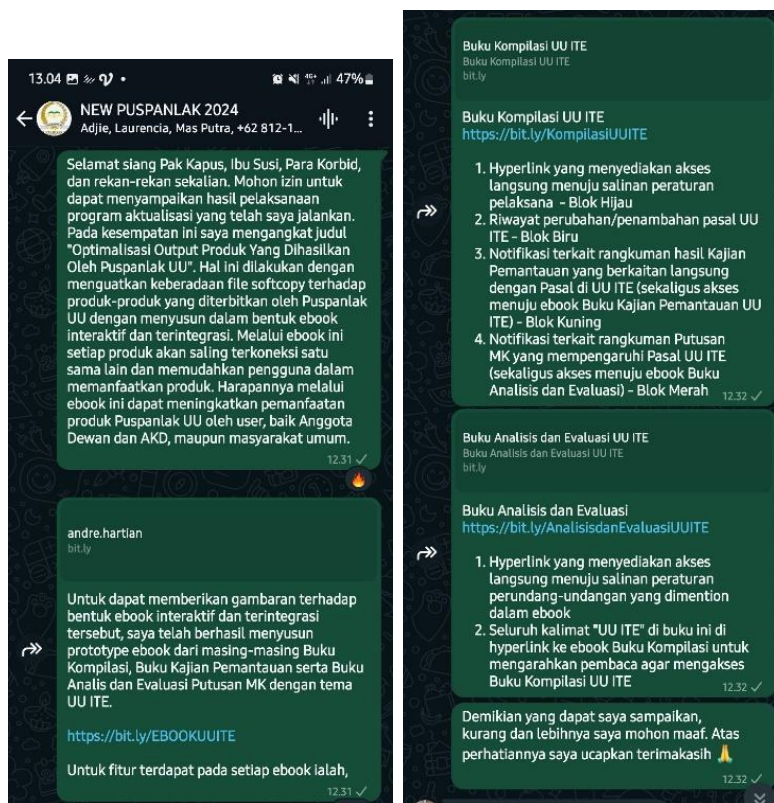 13.04
47%
NEW PUSPANLAK 2024
Adjie, Laurencia, Mas Putra, +62 812-1...
Selamat siang Pak Kapus, Ibu Susi, Para Korbid,
dan rekan-rekan sekalian. Mohon izin untuk
dapat menyampaikan hasil pelaksanaan
program aktualisasi yang telah saya jalankan.
Pada kesempatan ini saya mengangkat judul
"Optimalisasi Output Produk Yang Dihasilkan
Oleh Puspanlak UU". Hal ini dilakukan dengan
menguatkan keberadaan file softcopy terhadap
produk-produk yang diterbitkan oleh Puspanlak
UU dengan menyusun dalam bentuk ebook
interaktif dan terintegrasi. Melalui ebook ini
setiap produk akan saling terkoneksi satu
sama lain dan memudahkan pengguna dalam
memanfaatkan produk. Harapannya melalui
ebook ini dapat meningkatkan pemanfaatan
produk Puspanlak UU oleh user, baik Anggota
Dewan dan AKD, maupun masyarakat umum.
12.31
andre.hartian
bit.ly
Untuk dapat memberikan gambaran terhadap
bentuk ebook interaktif dan terintegrasi
tersebut, saya telah berhasil menyusun
prototype ebook dari masing-masing Buku
Kompilasi, Buku Kajian Pemantauan serta Buku
Analis dan Evaluasi Putusan MK dengan tema
UU ITE.
https://bit.ly/EBOOKUUITE
Untuk fitur terdapat pada setiap ebook ialah,
12.31
Buku Kompilasi UU ITE
Buku Kompilasi UU ITE
bit.ly
Buku Kompilasi UU ITE
https://bit.ly/KompilasiUUITE
1. Hyperlink yang menyediakan akses
langsung menuju salinan peraturan
pelaksana - Blok Hijau
2. Riwayat perubahan/penambahan pasal UU
ITE - Blok Biru
3. Notifikasi terkait rangkuman hasil Kajian
Pemantauan yang berkaitan langsung
dengan Pasal di UU ITE (sekaligus akses
menuju ebook Buku Kajian Pemantauan UU
ITE) - Blok Kuning
4. Notifikasi terkait rangkuman Putusan
MK yang mempengaruhi Pasal UU ITE
(sekaligus akses menuju ebook Buku
Analisis dan Evaluasi) - Blok Merah
12.32
Buku Analisis dan Evaluasi UU ITE
Buku Analisis dan Evaluasi UU ITE
bit.ly
Buku Analisis dan Evaluasi
https://bit.ly/AnalisisdanEvaluasiUUITE
1. Hyperlink yang menyediakan akses
langsung menuju salinan peraturan
perundang-undangan yang dimention
dalam ebook
2. Seluruh kalimat "UU ITE" di buku ini di
hyperlink ke ebook Buku Kompilasi untuk
mengarahkan pembaca agar mengakses
Buku Kompilasi UU ITE
12.32
Demikian yang dapat saya sampaikan,
kurang dan lebihnya saya mohon maaf. Atas
perhatiannya saya ucapkan terimakasih 🙏
12.32